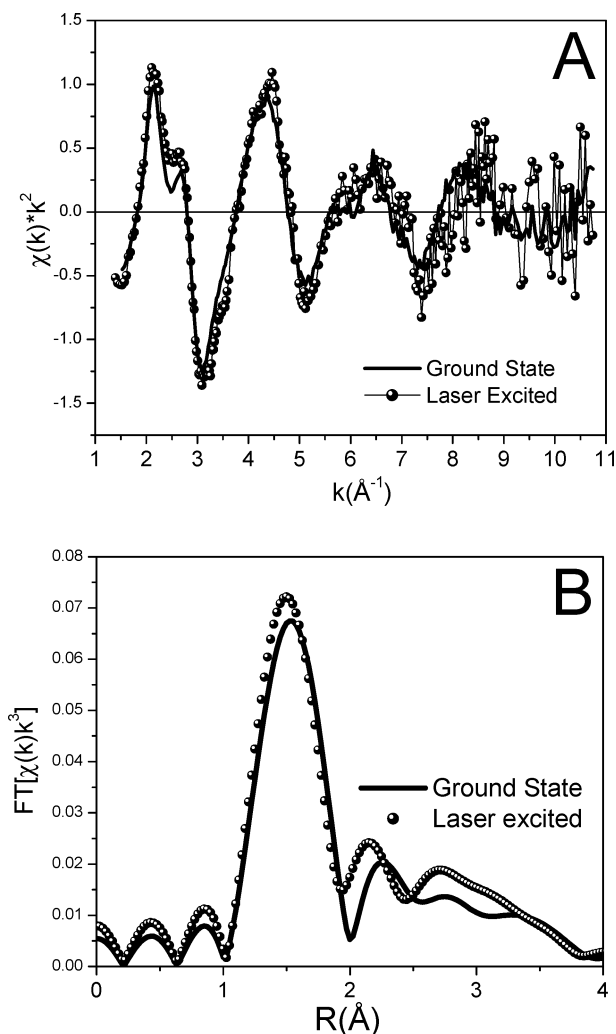 A
1.5
1.0
0.5
0.0
-0.5
-1.0
-1.5
χ(k)*k²
Ground State
Laser Excited
1 2 3 4 5 6 7 8 9 10 11
k(Å⁻¹)
B
0.08
0.07
0.06
0.05
0.04
0.03
0.02
0.01
0.00
FT[χ(k)k³]
Ground State
Laser excited
0 1 2 3 4
R(Å)